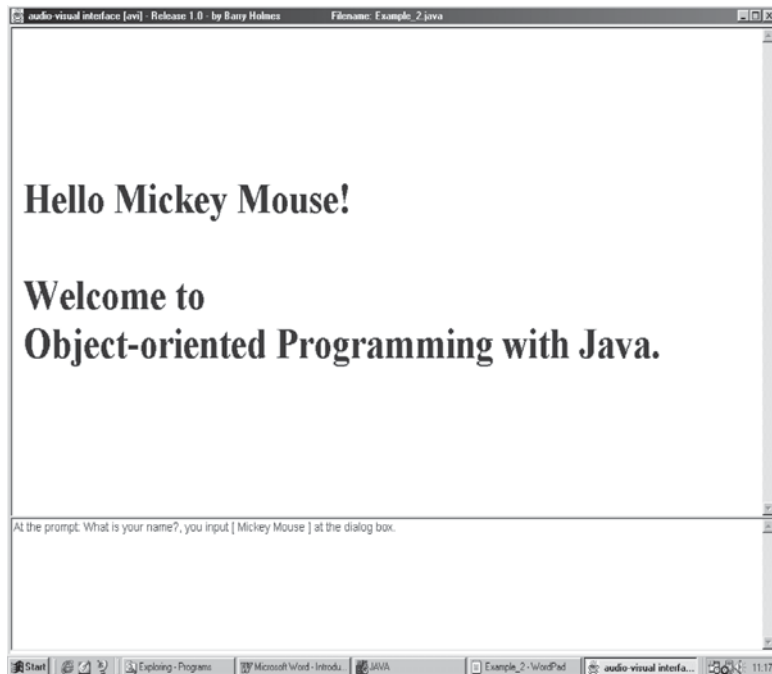 audio-visual interface [avi] - Release 1.0 - by Barry Holmes Filename: Example_2.java
Hello Mickey Mouse!
Welcome to
Object-oriented Programming with Java.
At the prompt: What is your name?, you input [ Mickey Mouse ] at the dialog box.
Start Exploring - Programs Microsoft Word - Introdu... JAVA Example_2 - WordPad audio-visual interfa... 11:17